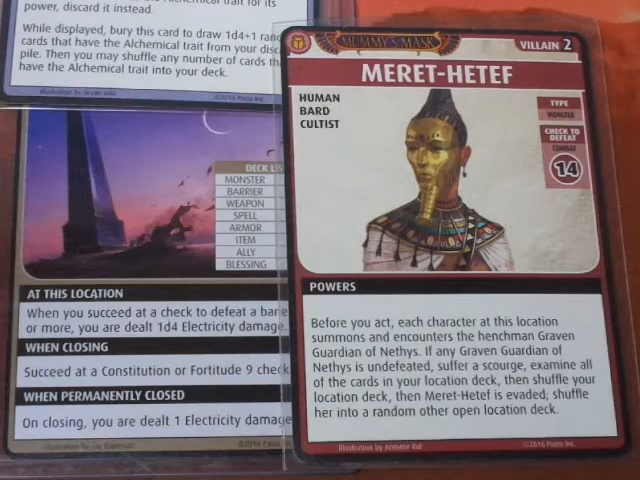 power, discard it instead.
While displayed, bury this card to draw 1d4+1
cards that have the Alchemical trait from your
pile. Then you may shuffle any number of cards
have the Alchemical trait into your deck.
©2016 Paizo Inc.
DECK
MONSTER
BARRIER
WEAPON
SPELL
ARMOR
ITEM
ALLY
BLESSING
AT THIS LOCATION
When you succeed at a check to defeat a
or more, you are dealt 1d4 Electricity damage.
WHEN CLOSING
Succeed at a Constitution or Fortitude 9 check
WHEN PERMANENTLY CLOSED
On closing, you are dealt 1 Electricity damage
MUMMY'S MASK
VILLAIN 2
MERET-HETEF
HUMAN
BARD
CULTIST
TYPE
MONSTER
CHECK TO
DEFEAT
COMBAT
14
POWERS
Before you act, each character at this location
summons and encounters the henchman Graven
Guardian of Nethys. If any Graven Guardian of
Nethys is undefeated, suffer a scourge, examine all
of the cards in your location deck, then shuffle your
location deck, then Meret-Hetef is evaded; shuffle
her into a random other open location deck.
Illustration by Antoine
©2016 Paizo Inc.